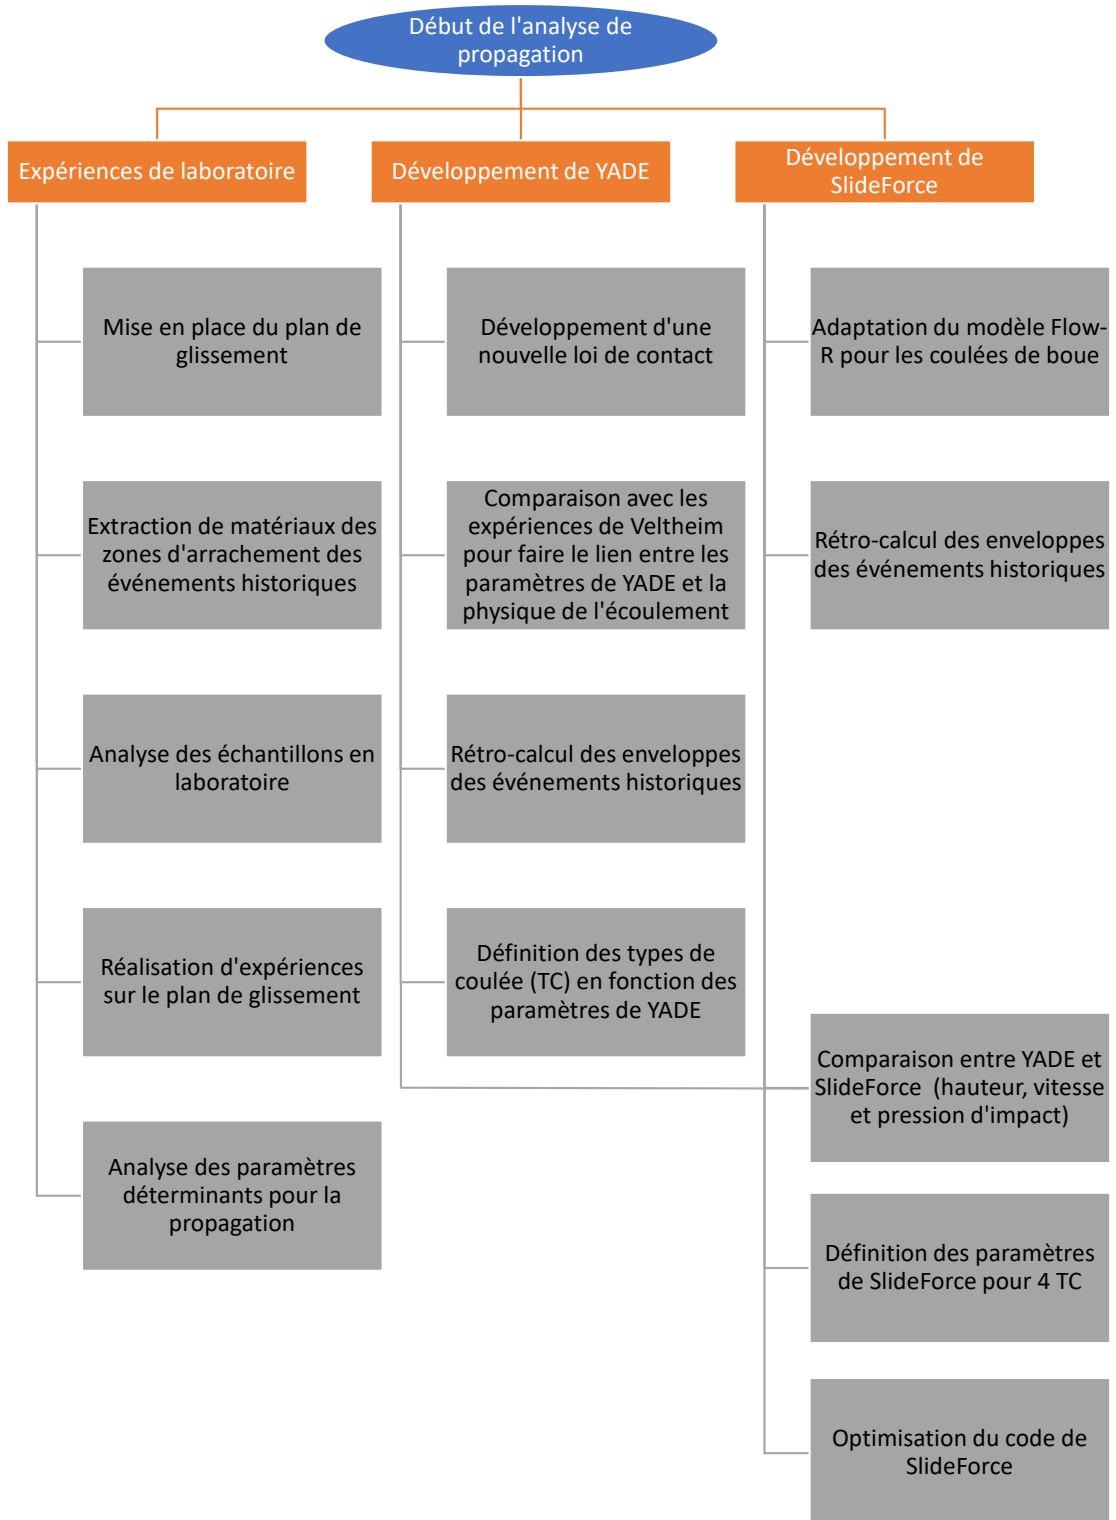 Début de l'analyse de
propagation
Expériences de laboratoire
Mise en place du plan de
glissement
Extraction de matériaux des
zones d'arrachement des
événements historiques
Analyse des échantillons en
laboratoire
Réalisation d'expériences
sur le plan de glissement
Analyse des paramètres
déterminants pour la
propagation
Développement de YADE
Développement d'une
nouvelle loi de contact
Comparaison avec les
expériences de Veltheim
pour faire le lien entre les
paramètres de YADE et la
physique de l'écoulement
Rétro-calcul des enveloppes
des événements historiques
Définition des types de
coulée (TC) en fonction des
paramètres de YADE
Développement de
SlideForce
Adaptation du modèle Flow-
R pour les coulées de boue
Rétro-calcul des enveloppes
des événements historiques
Comparaison entre YADE et
SlideForce (hauteur, vitesse
et pression d'impact)
Définition des paramètres
de SlideForce pour 4 TC
Optimisation du code de
SlideForce